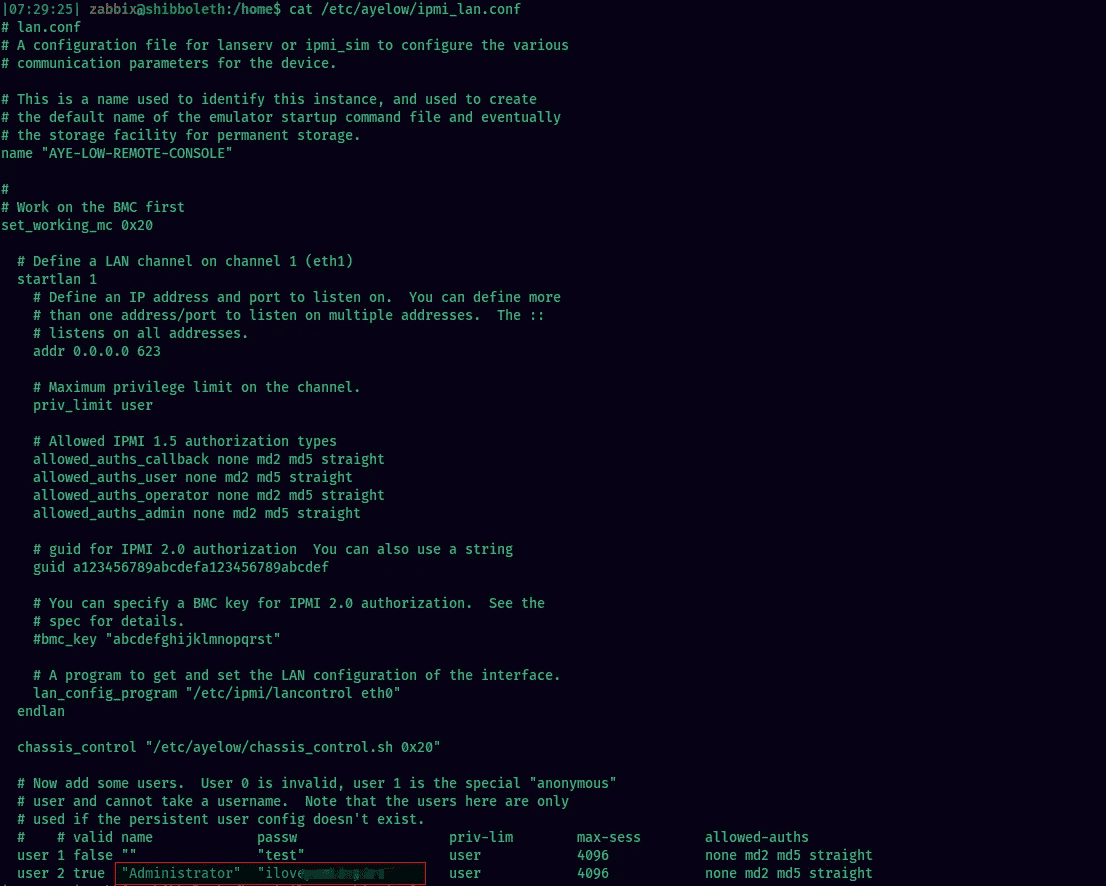 |07:29:25| zabbix@shibboleth:/home$ cat /etc/ayelow/ipmi_lan.conf
# lan.conf
# A configuration file for lanserv or ipmi_sim to configure the various
# communication parameters for the device.
# This is a name used to identify this instance, and used to create
# the default name of the emulator startup command file and eventually
# the storage facility for permanent storage.
name "AYE-LOW-REMOTE-CONSOLE"
#
# Work on the BMC first
set_working_mc 0x20
# Define a LAN channel on channel 1 (eth1)
startlan 1
# Define an IP address and port to listen on.  You can define more
# than one address/port to listen on multiple addresses.  The ::
# listens on all addresses.
addr 0.0.0.0 623
# Maximum privilege limit on the channel.
priv_limit user
# Allowed IPMI 1.5 authorization types
allowed_auths_callback none md2 md5 straight
allowed_auths_user none md2 md5 straight
allowed_auths_operator none md2 md5 straight
allowed_auths_admin none md2 md5 straight
# guid for IPMI 2.0 authorization  You can also use a string
guid a123456789abcdefa123456789abcdef
# You can specify a BMC key for IPMI 2.0 authorization.  See the
# spec for details.
#bmc_key "abcdefghijklmnopqrst"
# A program to get and set the LAN configuration of the interface.
lan_config_program "/etc/ipmi/lancontrol eth0"
endlan
chassis_control "/etc/ayelow/chassis_control.sh 0x20"
# Now add some users.  User 0 is invalid, user 1 is the special "anonymous"
# user and cannot take a username.  Note that the users here are only
# used if the persistent user config doesn't exist.
#    # valid name             passw                   priv-lim        max-sess        allowed-auths
user 1 false ""               "test"                  user            4096            none md2 md5 straight
user 2 true  "Administrator"  user            4096            none md2 md5 straight